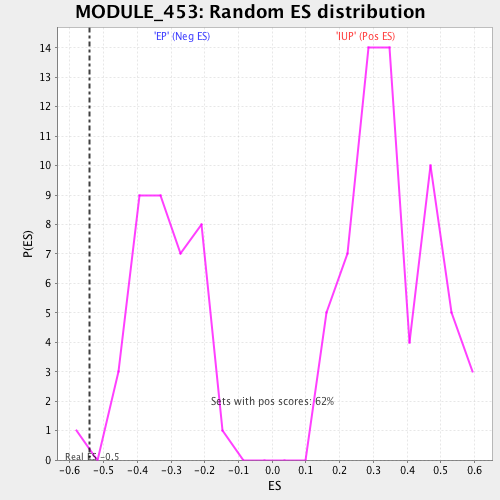 MODULE_453: Random ES distribution
'EP' (Neg ES) 'IUP' (Pos ES)
14
13
12
11
10
9
8
7
6
5
4
3
2
1
0
P(ES)
Sets with pos scores: 62%
Real ES -0.5
-0.6 -0.5 -0.4 -0.3 -0.2 -0.1 0.0 0.1 0.2 0.3 0.4 0.5 0.6
ES